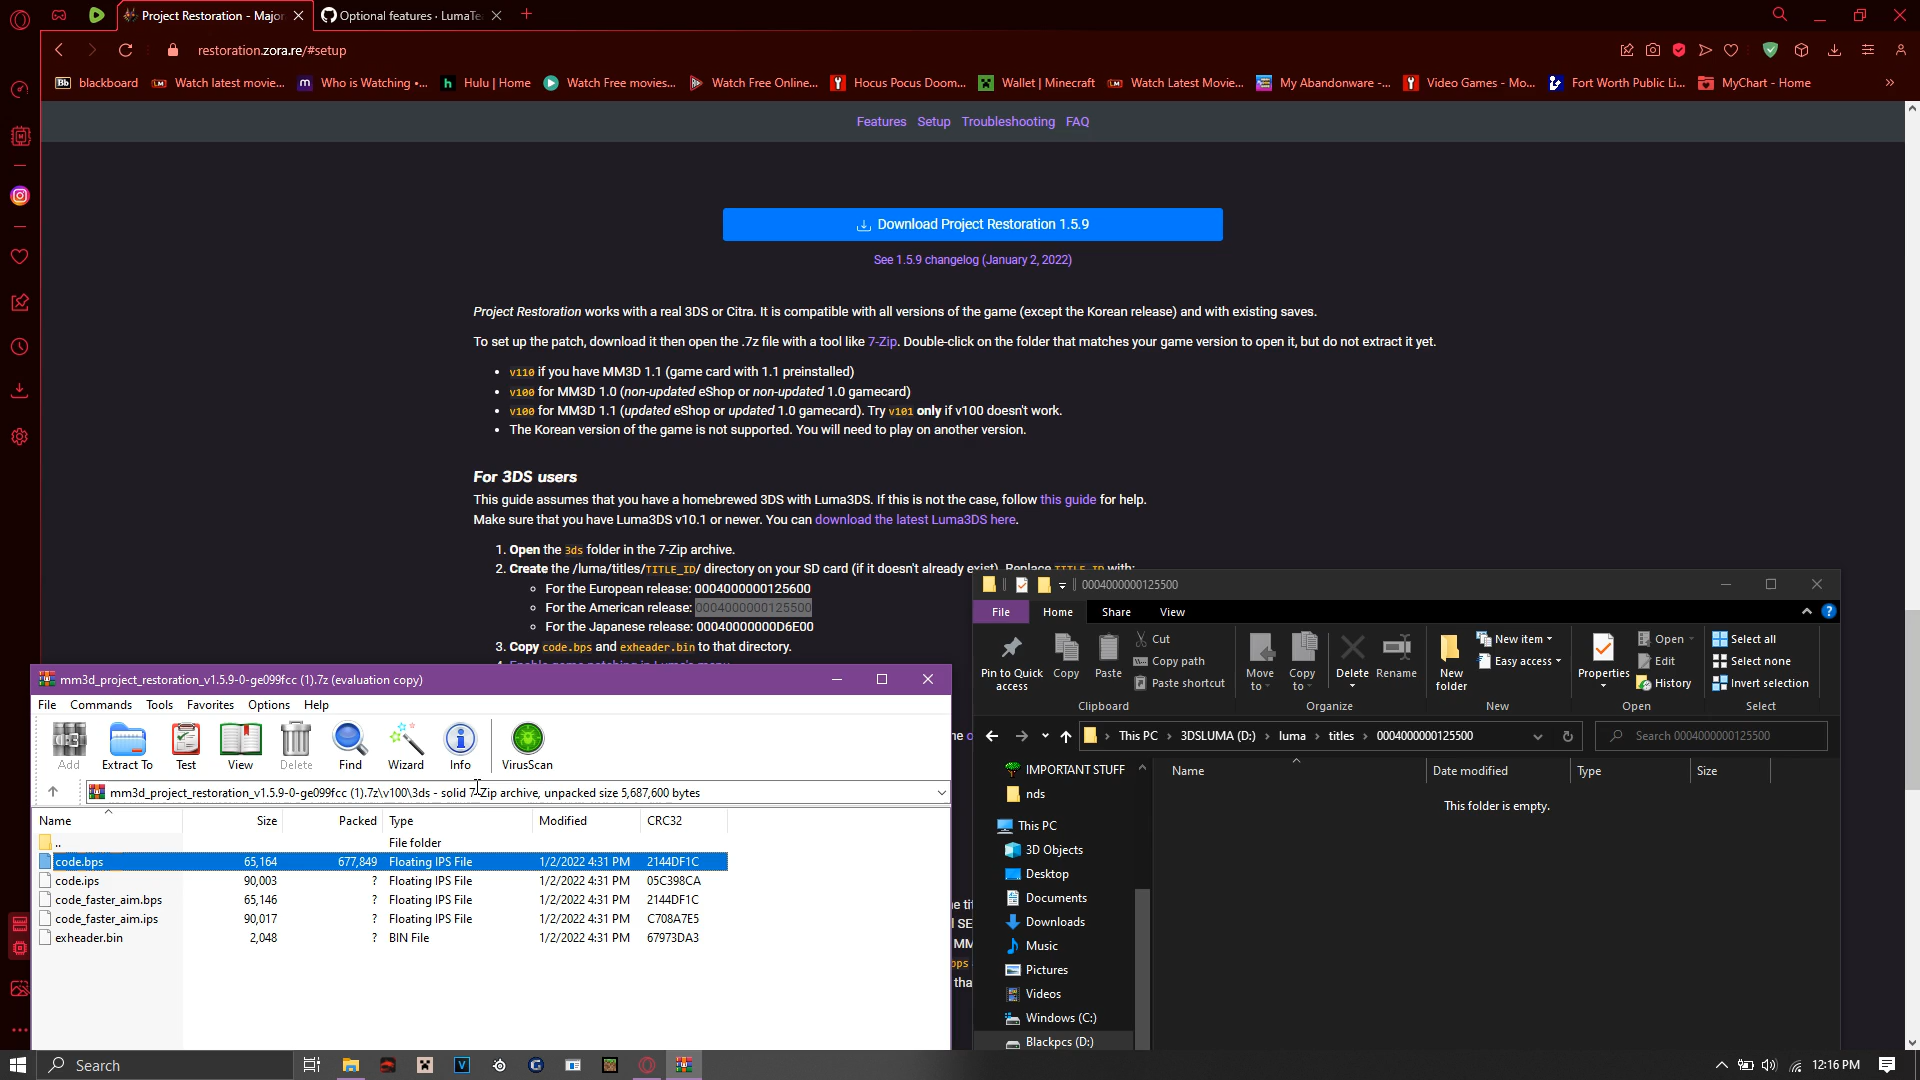 Project Restoration - Major
Optional features · LumaTe
restoration.zora.re/#setup
blackboard
Watch latest movie...
Who is Watching •...
Hulu | Home
Watch Free movies...
Watch Free Online...
Hocus Pocus Doom...
Wallet | Minecraft
Watch Latest Movie...
My Abandonware -...
Video Games - Mo...
Fort Worth Public Li...
MyChart - Home
Features Setup Troubleshooting FAQ
Download Project Restoration 1.5.9
See 1.5.9 changelog (January 2, 2022)
Project Restoration works with a real 3DS or Citra. It is compatible with all versions of the game (except the Korean release) and with existing saves.
To set up the patch, download it then open the .7z file with a tool like 7-Zip. Double-click on the folder that matches your game version to open it, but do not extract it yet.
• v110 if you have MM3D 1.1 (game card with 1.1 preinstalled)
• v100 for MM3D 1.0 (non-updated eShop or non-updated 1.0 gamecard)
• v100 for MM3D 1.1 (updated eShop or updated 1.0 gamecard). Try v101 only if v100 doesn't work.
• The Korean version of the game is not supported. You will need to play on another version.
For 3DS users
This guide assumes that you have a homebrewed 3DS with Luma3DS. If this is not the case, follow this guide for help.
Make sure that you have Luma3DS v10.1 or newer. You can download the latest Luma3DS here.
1. Open the 3ds folder in the 7-Zip archive.
2. Create the /luma/titles/TITLE_ID/ directory on your SD card (if it doesn't already exist). Replace TITLE_ID with:
For the European release: 0004000000125600
For the American release: 0004000000125500
For the Japanese release: 00040000000D6E00
3. Copy code.bps and exheader.bin to that directory.
mm3d_project_restoration_v1.5.9-0-ge099fcc (1).7z (evaluation copy)
File Commands Tools Favorites Options Help
Add
Extract To
Test
View
Delete
Find
Wizard
Info
VirusScan
mm3d_project_restoration_v1.5.9-0-ge099fcc (1).7z\v100\3ds - solid 7-Zip archive, unpacked size 5,687,600 bytes
Name Size Packed Type Modified CRC32
.. File folder
code.bps 65,164 677,849 Floating IPS File 1/2/2022 4:31 PM 2144DF1C
code.ips 90,003 ? Floating IPS File 1/2/2022 4:31 PM 05C398CA
code_faster_aim.bps 65,146 ? Floating IPS File 1/2/2022 4:31 PM 2144DF1C
code_faster_aim.ips 90,017 ? Floating IPS File 1/2/2022 4:31 PM C708A7E5
exheader.bin 2,048 ? BIN File 1/2/2022 4:31 PM 67973DA3
0004000000125500
File Home Share View
Pin to Quick access
Copy
Paste
Cut
Copy path
Paste shortcut
Clipboard
Move to
Copy to
Delete
Rename
Organize
New folder
New item
Easy access
New
Properties
Open
Edit
History
Open
Select all
Select none
Invert selection
Select
This PC › 3DSLUMA (D:) › luma › titles › 0004000000125500
Search 0004000000125500
IMPORTANT STUFF
nds
This PC
3D Objects
Desktop
Documents
Downloads
Music
Pictures
Videos
Windows (C:)
Blackpcs (D:)
Name Date modified Type Size
This folder is empty.
Search
12:16 PM